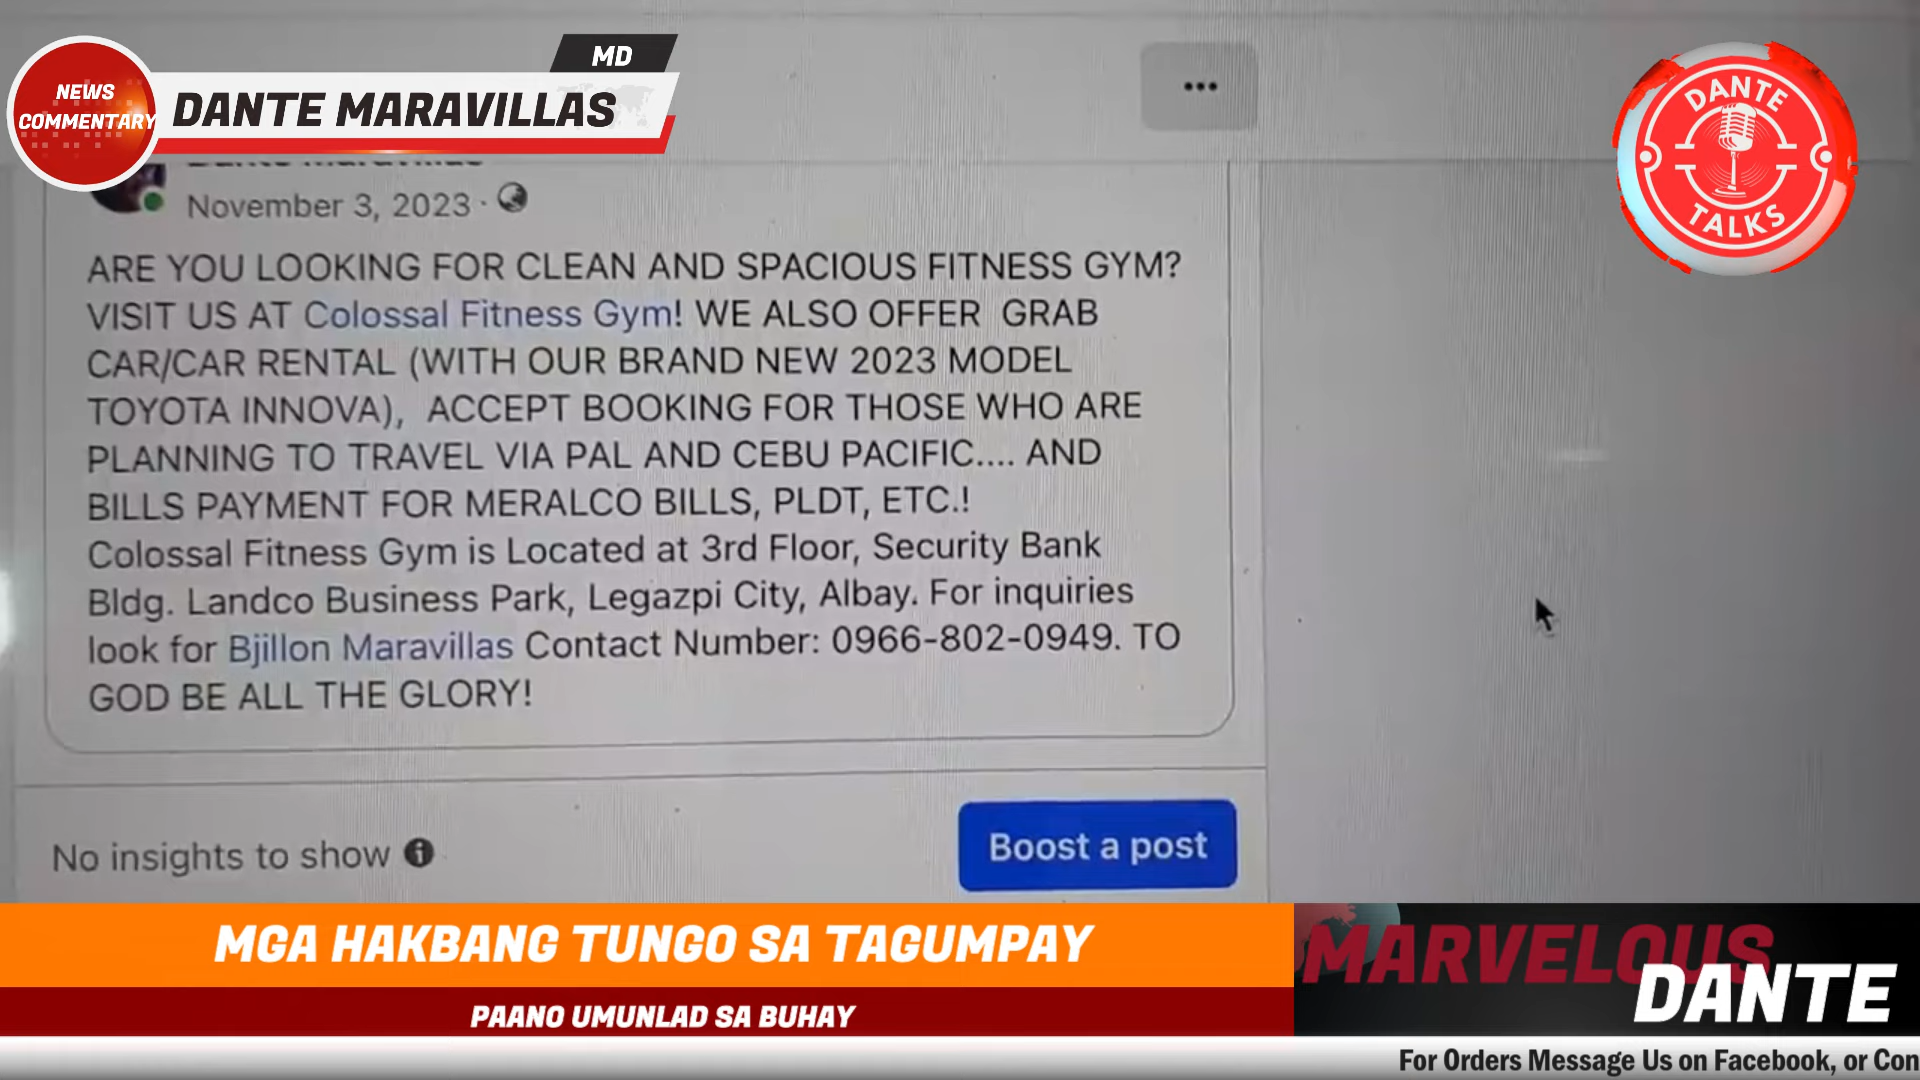 MD
NEWS
COMMENTARY
DANTE MARAVILLAS
DANTE
TALKS
...
Dante Maravillas
November 3, 2023 ·
ARE YOU LOOKING FOR CLEAN AND SPACIOUS FITNESS GYM?
VISIT US AT Colossal Fitness Gym! WE ALSO OFFER GRAB
CAR/CAR RENTAL (WITH OUR BRAND NEW 2023 MODEL
TOYOTA INNOVA), ACCEPT BOOKING FOR THOSE WHO ARE
PLANNING TO TRAVEL VIA PAL AND CEBU PACIFIC.... AND
BILLS PAYMENT FOR MERALCO BILLS, PLDT, ETC.!
Colossal Fitness Gym is Located at 3rd Floor, Security Bank
Bldg. Landco Business Park, Legazpi City, Albay. For inquiries
look for Bjillon Maravillas Contact Number: 0966-802-0949. TO
GOD BE ALL THE GLORY!
No insights to show
Boost a post
MGA HAKBANG TUNGO SA TAGUMPAY
PAANO UMUNLAD SA BUHAY
MARVELOUS
DANTE
For Orders Message Us on Facebook, or Con